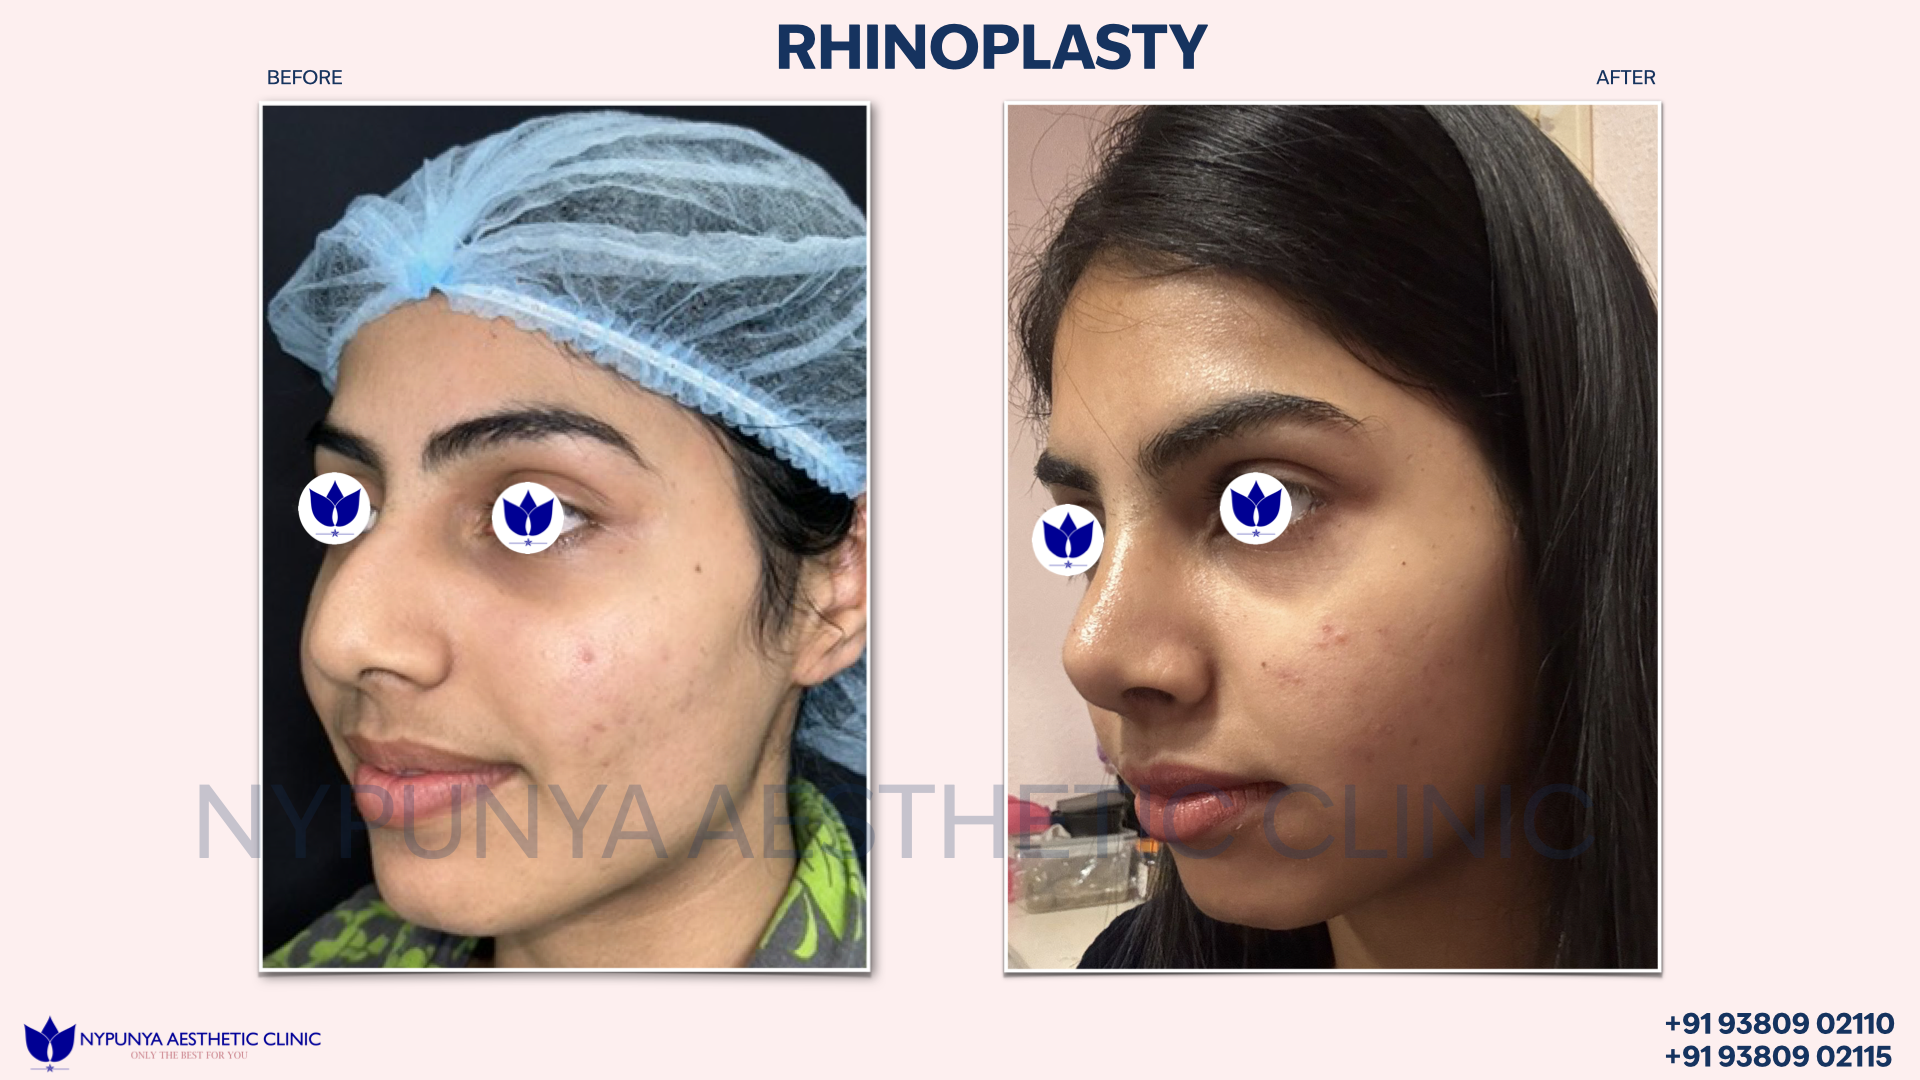 RHINOPLASTY
BEFORE
AFTER
NYPUNYA AESTHETIC CLINIC
NYPUNYA AESTHETIC CLINIC
ONLY THE BEST FOR YOU
+91 93809 02110
+91 93809 02115